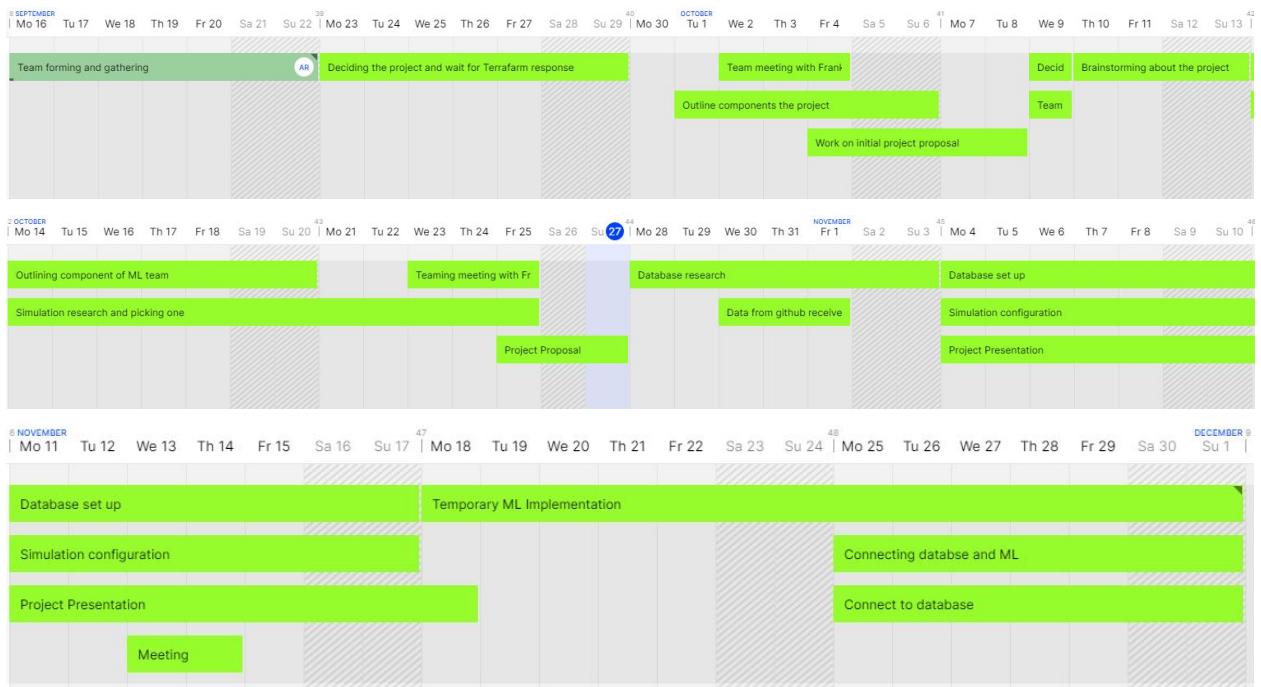 8 SEPTEMBER 39 40 OCTOBER 41 42
Mo 16 Tu 17 We 18 Th 19 Fr 20 Sa 21 Su 22 Mo 23 Tu 24 We 25 Th 26 Fr 27 Sa 28 Su 29 Mo 30 Tu 1 We 2 Th 3 Fr 4 Sa 5 Su 6 Mo 7 Tu 8 We 9 Th 10 Fr 11 Sa 12 Su 13
Team forming and gathering AR Deciding the project and wait for Terrafarm response Team meeting with Frank Decid Brainstorming about the project
Outline components the project Team
Work on initial project proposal
2 OCTOBER 43 44 NOVEMBER 45 46
Mo 14 Tu 15 We 16 Th 17 Fr 18 Sa 19 Su 20 Mo 21 Tu 22 We 23 Th 24 Fr 25 Sa 26 Su 27 Mo 28 Tu 29 We 30 Th 31 Fr 1 Sa 2 Su 3 Mo 4 Tu 5 We 6 Th 7 Fr 8 Sa 9 Su 10
Outlining component of ML team Teaming meeting with Fr Database research Database set up
Simulation research and picking one Data from github receive Simulation configuration
Project Proposal Project Presentation
6 NOVEMBER 47 48 DECEMBER 9
Mo 11 Tu 12 We 13 Th 14 Fr 15 Sa 16 Su 17 Mo 18 Tu 19 We 20 Th 21 Fr 22 Sa 23 Su 24 Mo 25 Tu 26 We 27 Th 28 Fr 29 Sa 30 Su 1
Database set up Temporary ML Implementation
Simulation configuration Connecting databse and ML
Project Presentation Connect to database
Meeting